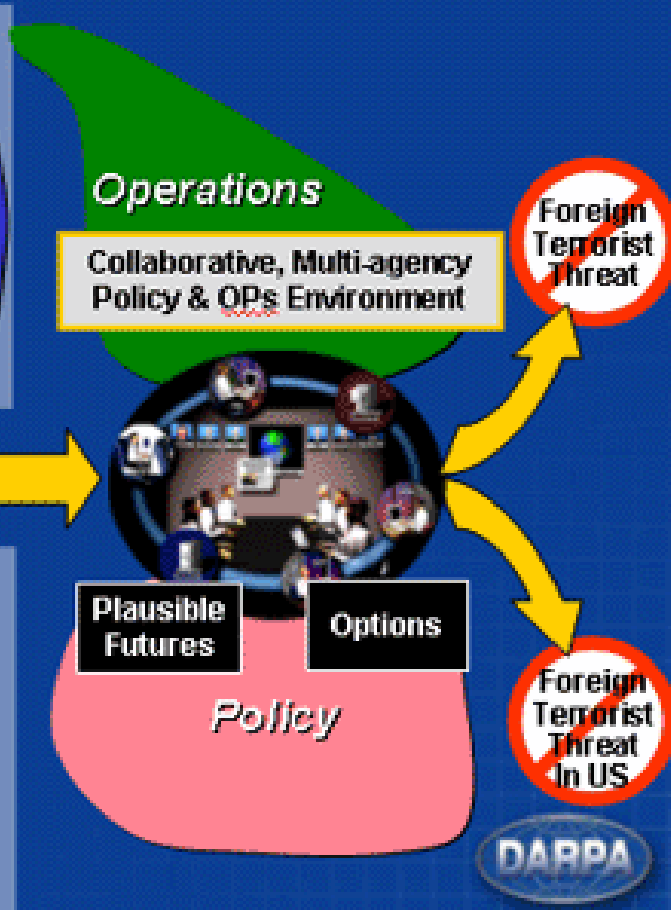 Operations
Collaborative, Multi-agency
Policy & OPs Environment
Foreign
Terrorist
Threat
Plausible
Futures
Options
Policy
Foreign
Terrorist
Threat
In US
DARPA